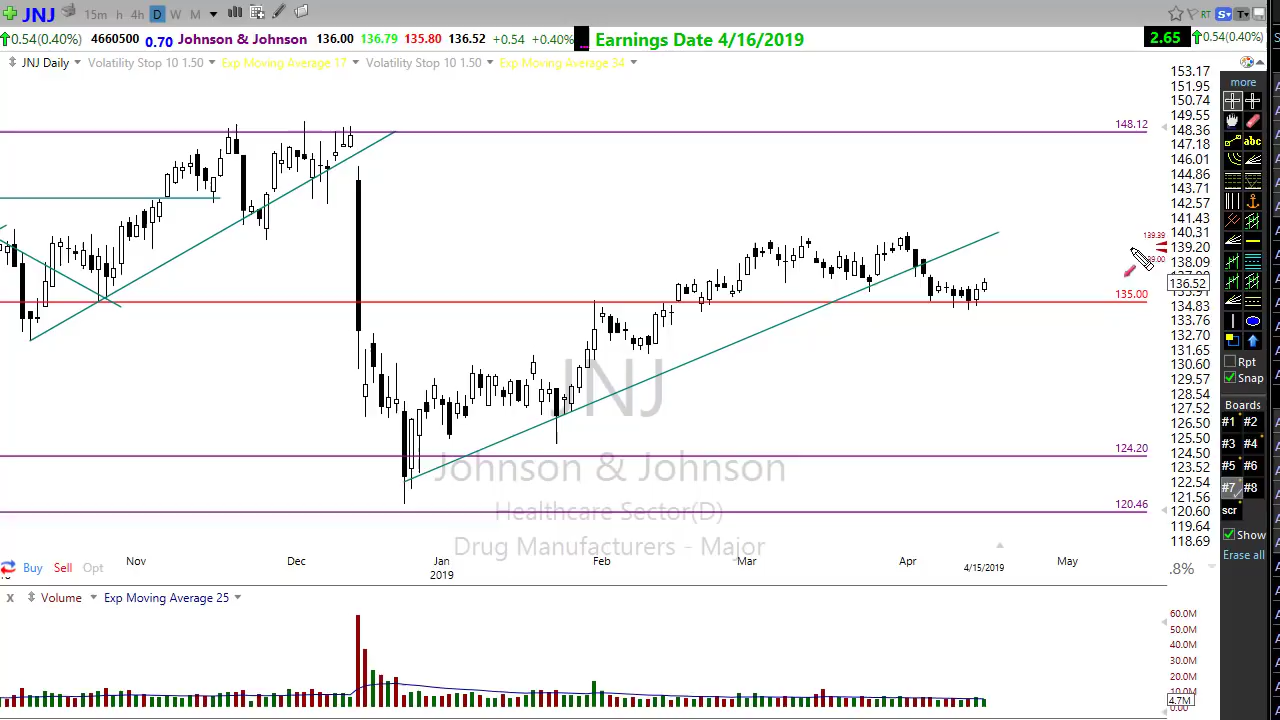 JNJ 15m h 4h D W M RT S T
0.54(0.40%) 4660500 0.70 Johnson & Johnson 136.00 136.79 135.80 136.52 +0.54 +0.40% Earnings Date 4/16/2019 2.65 0.54(0.40%)
JNJ Daily Volatility Stop 10 1.50 Exp Moving Average 17 Volatility Stop 10 1.50 Exp Moving Average 34
153.17
151.95
150.74
149.55
148.12
148.36
147.18
146.01
144.86
143.71
142.57
141.43
140.31
139.39
139.20
138.09
136.52
135.00
134.83
133.76
132.70
131.65
130.60
129.57
128.54
127.52
126.50
125.50
124.20
124.50
123.52
122.54
121.56
120.46
120.60
119.64
118.69
JNJ
Johnson & Johnson
Healthcare Sector(D)
Drug Manufacturers - Major
Nov Dec Jan Feb Mar Apr May
2019 4/15/2019
Buy Sell Opt
.8%
x Volume Exp Moving Average 25
60.0M
50.0M
40.0M
30.0M
20.0M
4.7M
more
abc
Rpt
Snap
Boards
#1 #2
#3 #4
#5 #6
#7 #8
scr
Show
Erase all